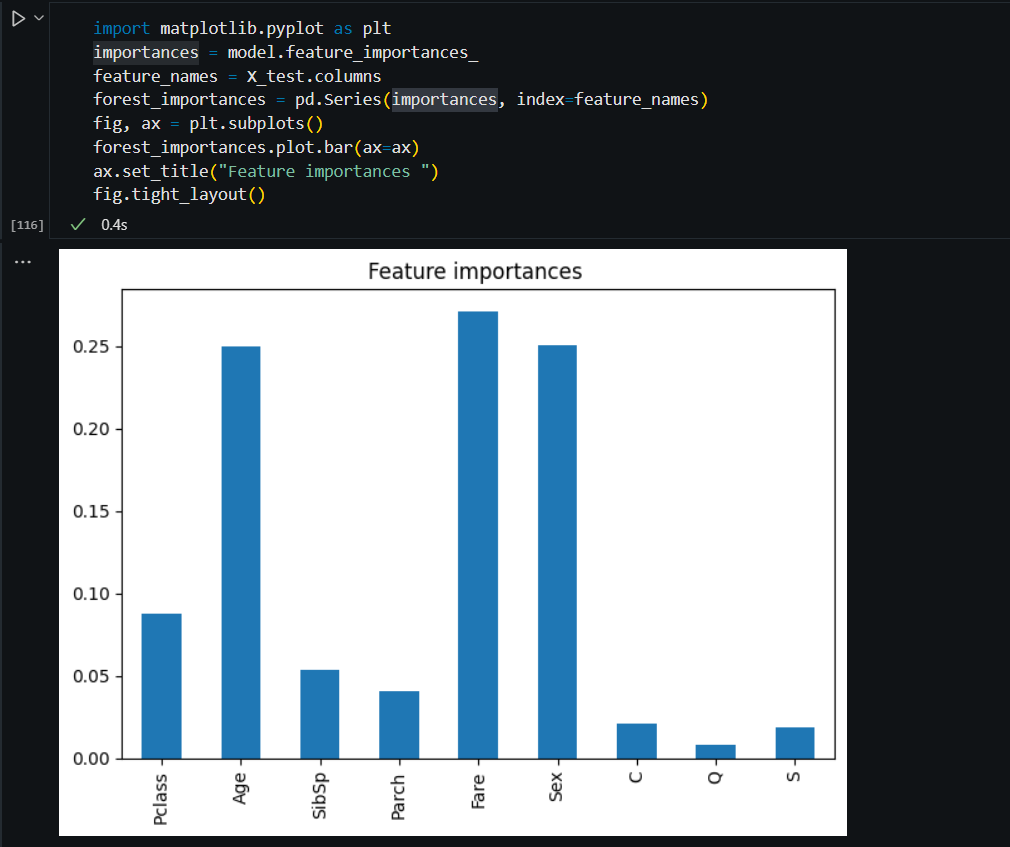 import matplotlib.pyplot as plt
importances = model.feature_importances_
feature_names = X_test.columns
forest_importances = pd.Series(importances, index=feature_names)
fig, ax = plt.subplots()
forest_importances.plot.bar(ax=ax)
ax.set_title("Feature importances ")
fig.tight_layout()
[116]
0.4s
Feature importances
0.25
0.20
0.15
0.10
0.05
0.00
Pclass
Age
SibSp
Parch
Fare
Sex
C
Q
S